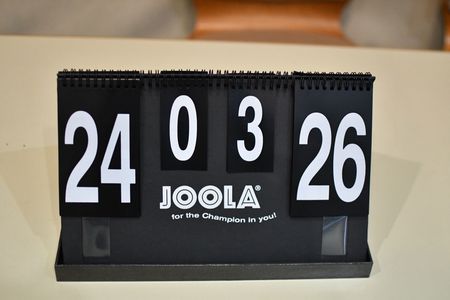 24 0 3 26
JOOLA®
for the Champion in you!